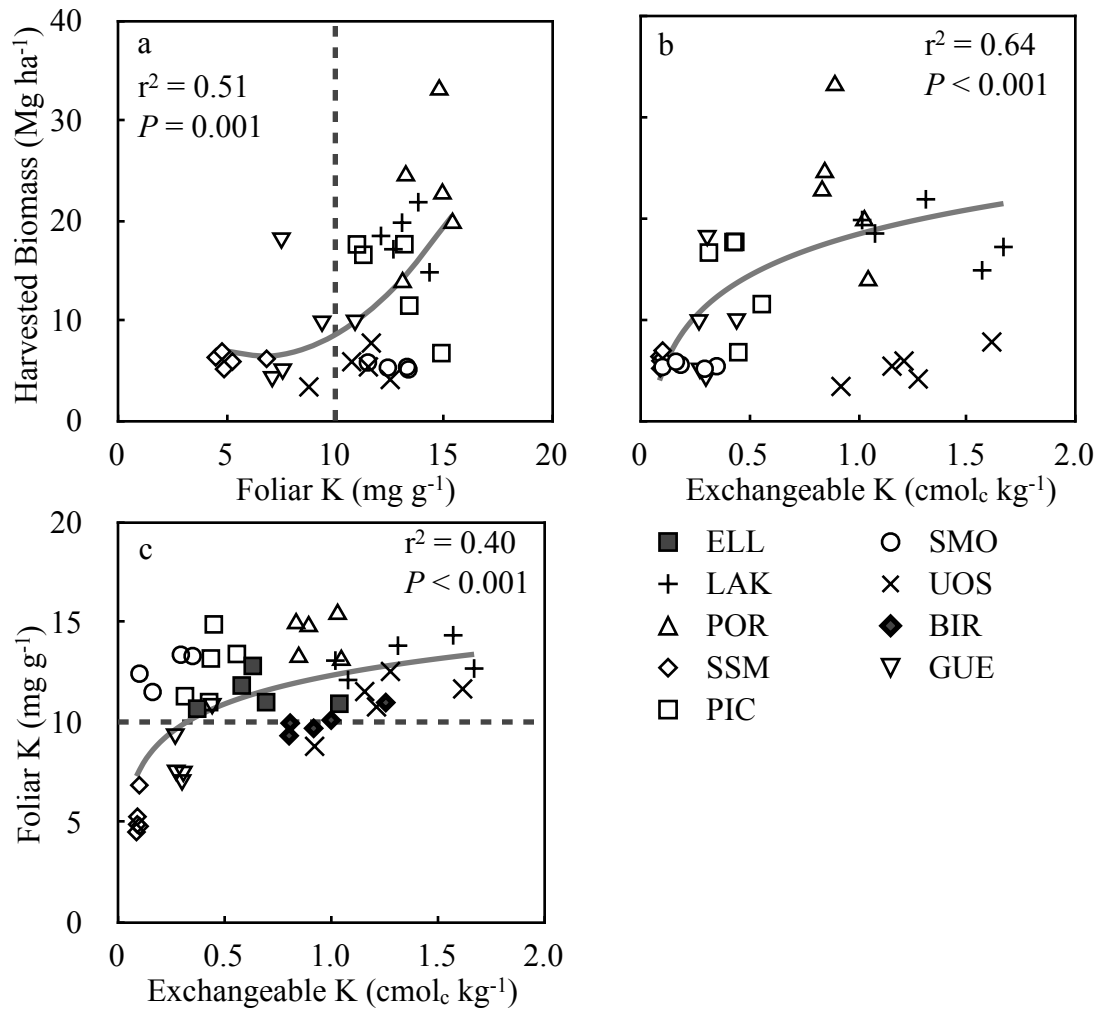 Harvested Biomass (Mg ha⁻¹)
40
30
20
10
0
a
r² = 0.51
P = 0.001
0 5 10 15 20
Foliar K (mg g⁻¹)
b
r² = 0.64
P < 0.001
0 0.5 1.0 1.5 2.0
Exchangeable K (cmol_c kg⁻¹)
Foliar K (mg g⁻¹)
20
15
10
5
0
c
r² = 0.40
P < 0.001
0 0.5 1.0 1.5 2.0
Exchangeable K (cmol_c kg⁻¹)
ELL
LAK
POR
SSM
PIC
SMO
UOS
BIR
GUE